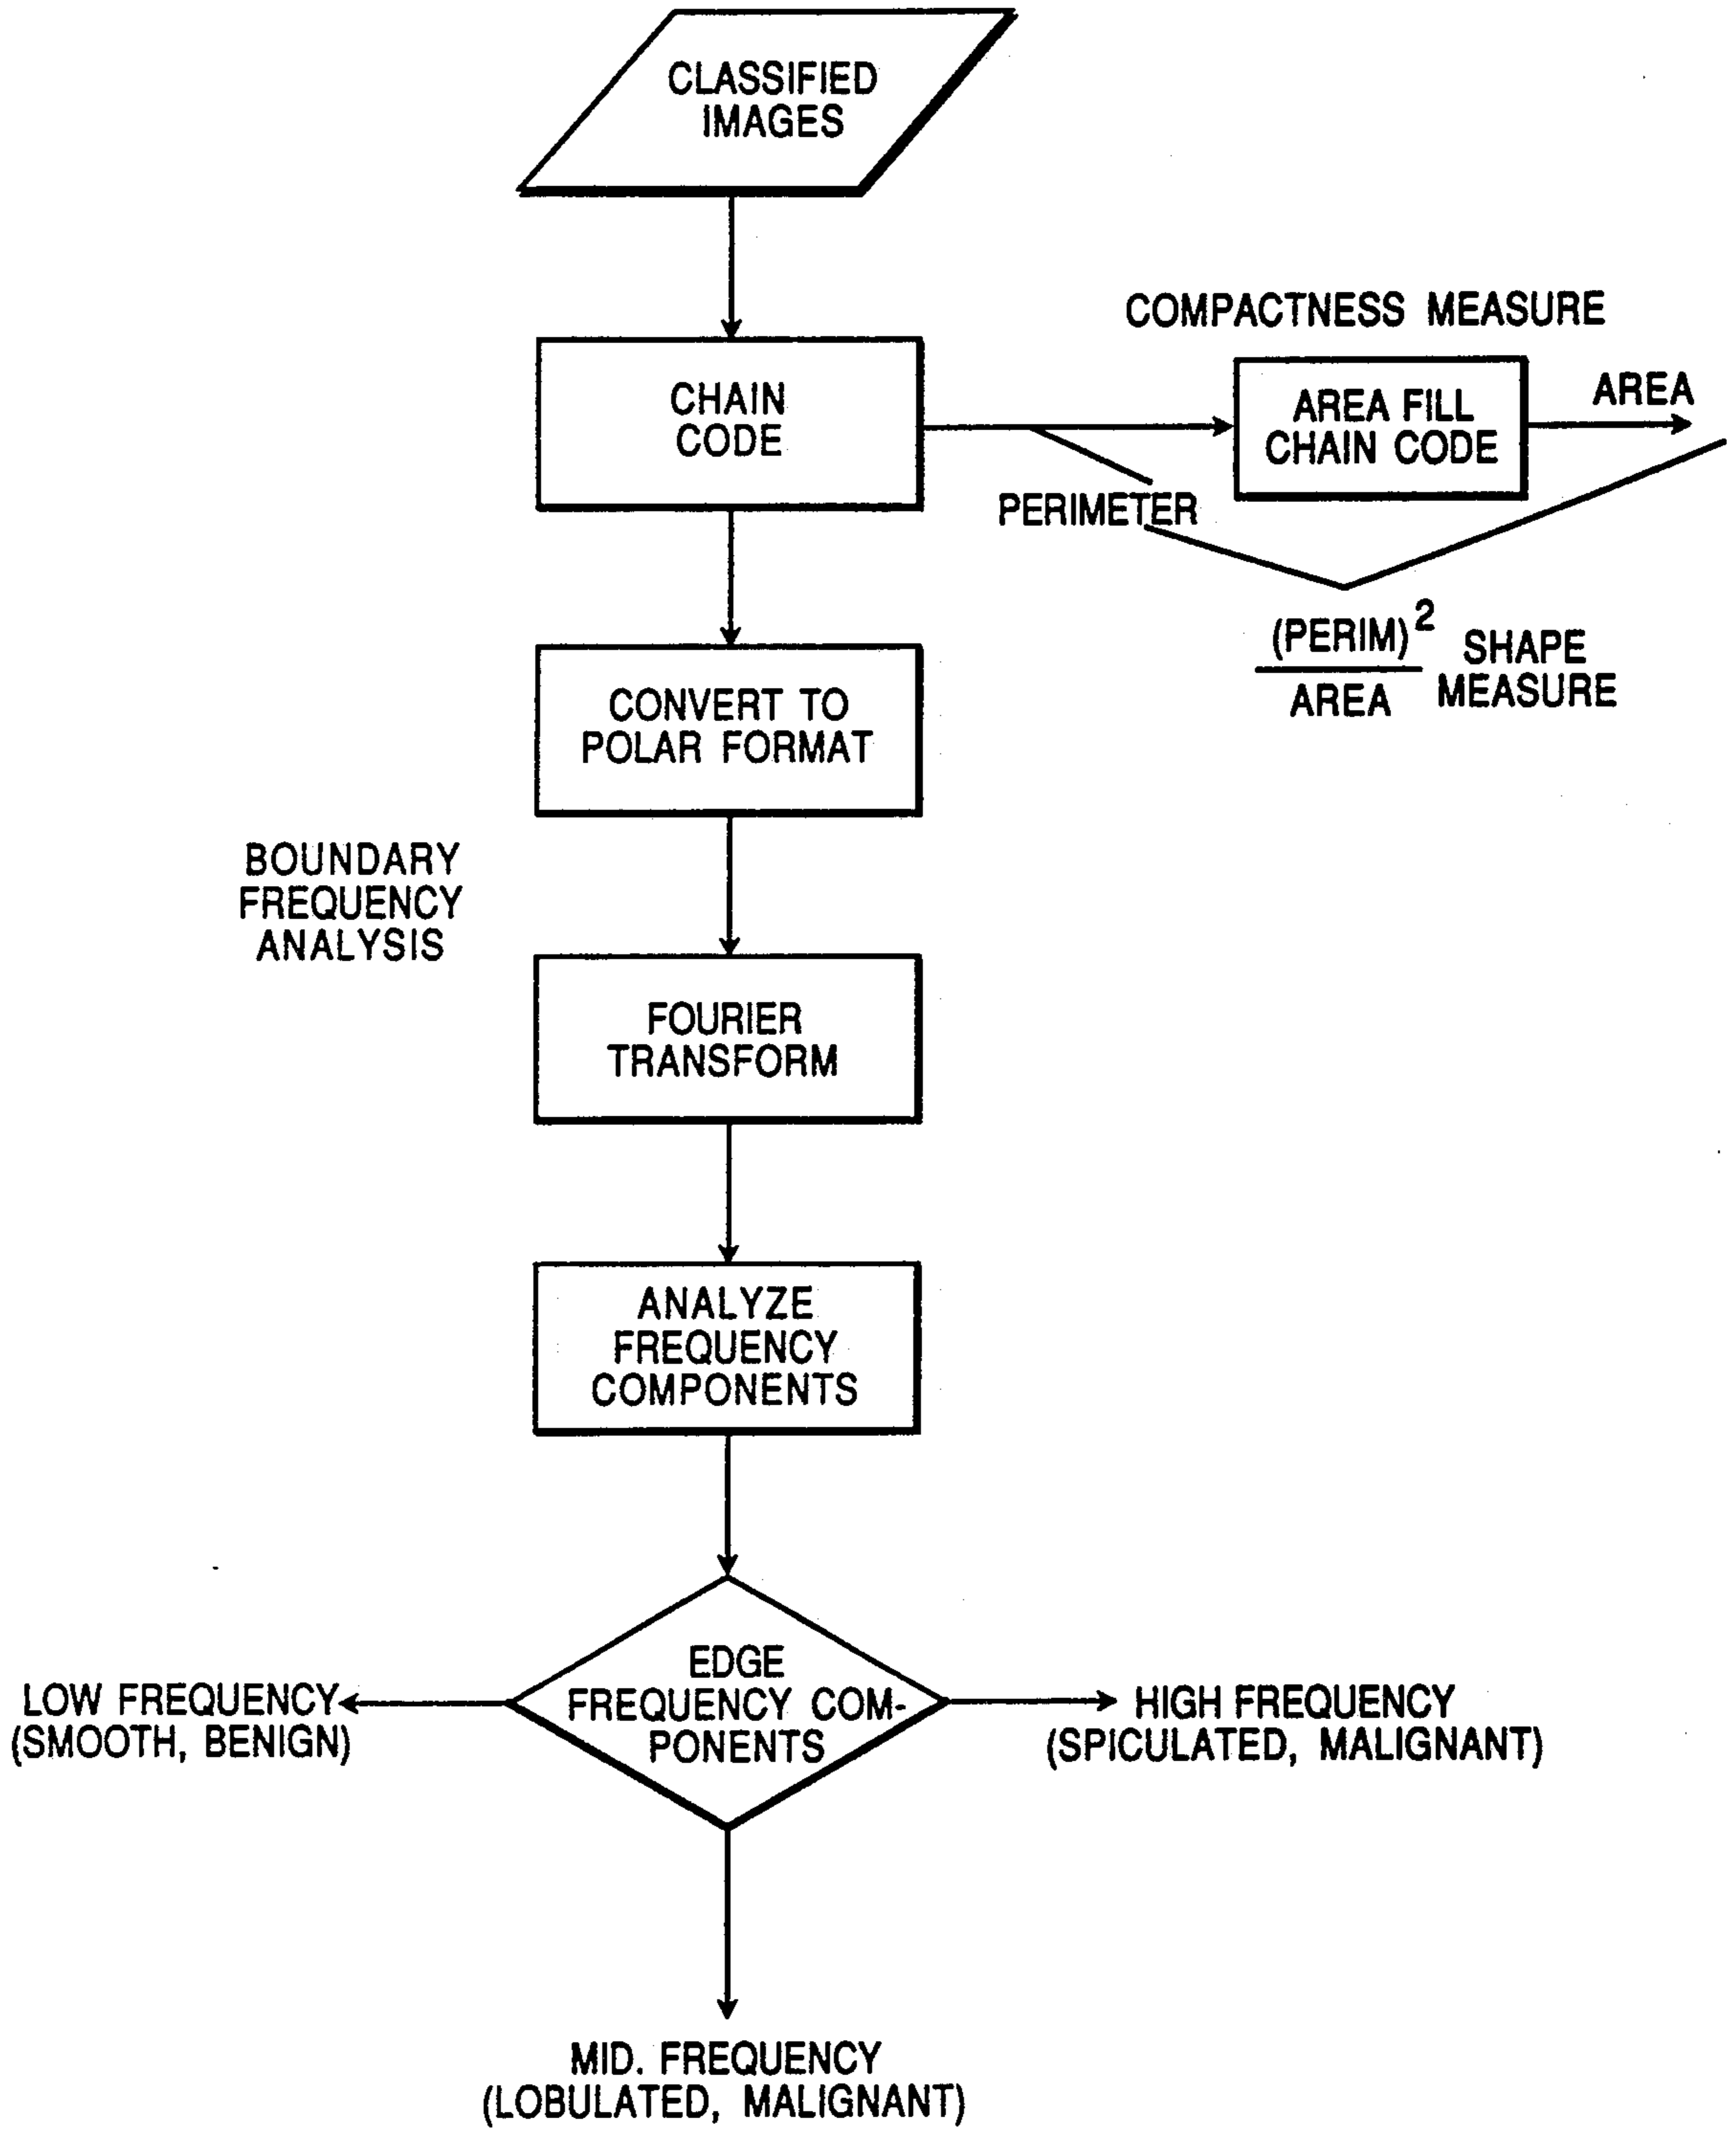 CLASSIFIED
IMAGES
COMPACTNESS MEASURE
CHAIN
CODE
AREA FILL
CHAIN CODE
AREA
PERIMETER
(PERIM)2
AREA
SHAPE
MEASURE
CONVERT TO
POLAR FORMAT
BOUNDARY
FREQUENCY
ANALYSIS
FOURIER
TRANSFORM
ANALYZE
FREQUENCY
COMPONENTS
EDGE
FREQUENCY COM-
PONENTS
LOW FREQUENCY
(SMOOTH, BENIGN)
HIGH FREQUENCY
(SPICULATED, MALIGNANT)
MID. FREQUENCY
(LOBULATED, MALIGNANT)